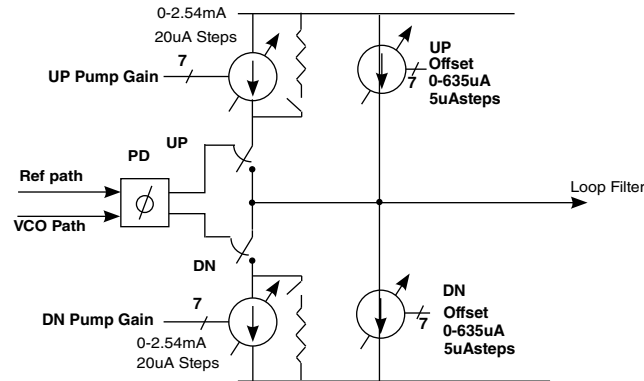 0-2.54mA
20uA Steps
7
UP Pump Gain
UP
Offset
0-635uA
5uAsteps
7
UP
PD
Ref path
VCO Path
Loop Filter
DN
7
DN Pump Gain
0-2.54mA
20uA Steps
DN
Offset
0-635uA
5uAsteps
7